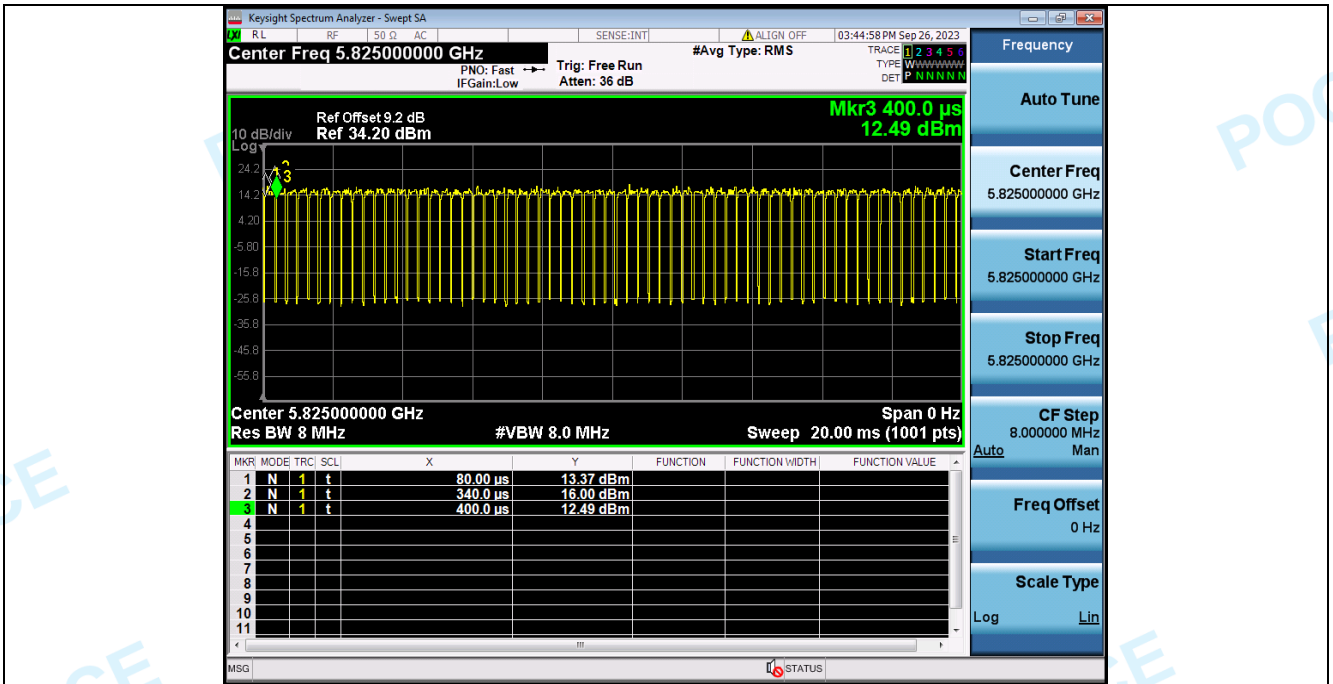 Keysight Spectrum Analyzer - Swept SA
LXI RL RF 50 Ω AC SENSE:INT ALIGN OFF 03:44:58 PM Sep 26, 2023
Center Freq 5.825000000 GHz #Avg Type: RMS TRACE 1 2 3 4 5 6
PNO: Fast Trig: Free Run TYPE WWWWWW
IFGain:Low Atten: 36 dB DET P N N N N N
Frequency
Auto Tune
Mkr3 400.0 µs
12.49 dBm
Ref Offset 9.2 dB
10 dB/div Ref 34.20 dBm
Log
24.2
14.2
4.20
-5.80
-15.8
-25.8
-35.8
-45.8
-55.8
3
Center 5.825000000 GHz Span 0 Hz
Res BW 8 MHz #VBW 8.0 MHz Sweep 20.00 ms (1001 pts)
Center Freq
5.825000000 GHz
Start Freq
5.825000000 GHz
Stop Freq
5.825000000 GHz
CF Step
8.000000 MHz
Auto Man
Freq Offset
0 Hz
Scale Type
Log Lin
MKR MODE TRC SCL X Y FUNCTION FUNCTION WIDTH FUNCTION VALUE
1 N 1 t 80.00 µs 13.37 dBm
2 N 1 t 340.0 µs 16.00 dBm
3 N 1 t 400.0 µs 12.49 dBm
4
5
6
7
8
9
10
11
MSG STATUS